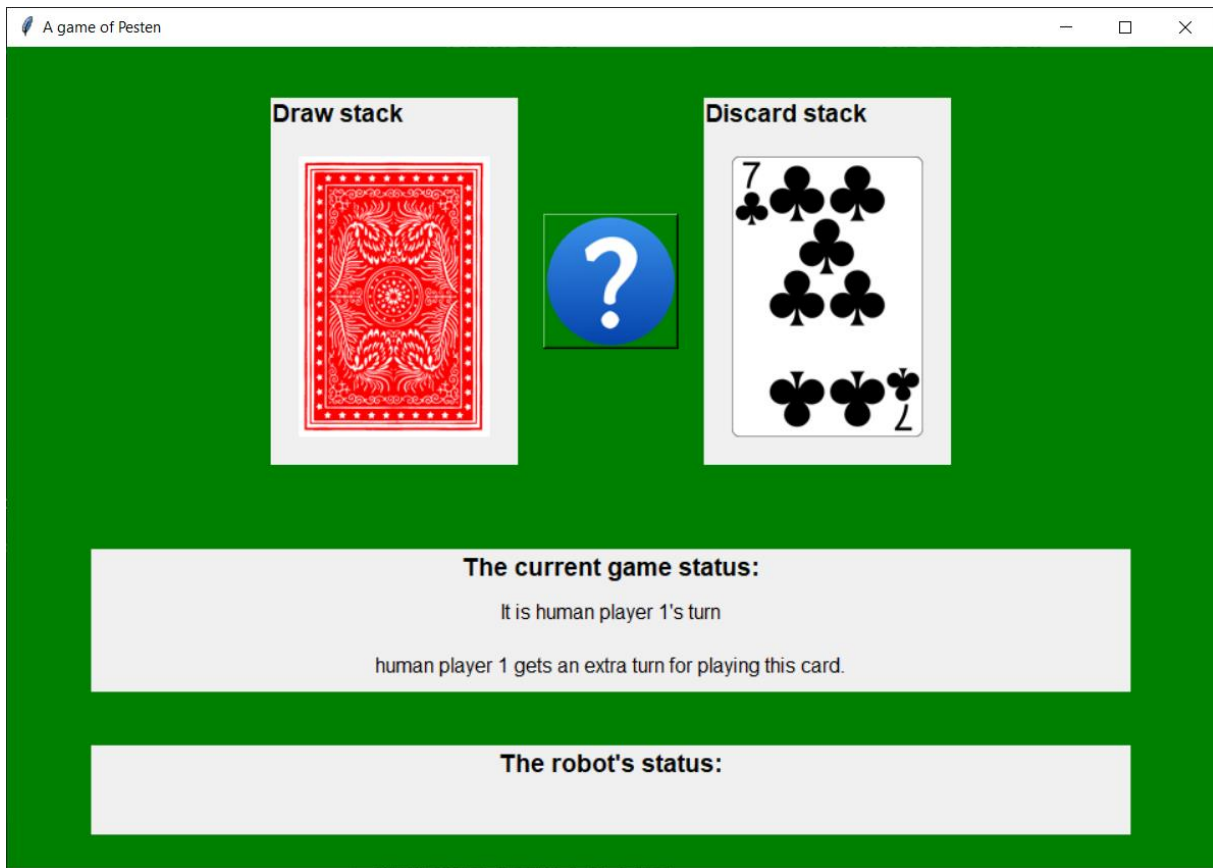 A game of Pesten
Draw stack
Discard stack
7
?
7
The current game status:
It is human player 1's turn
human player 1 gets an extra turn for playing this card.
The robot's status: